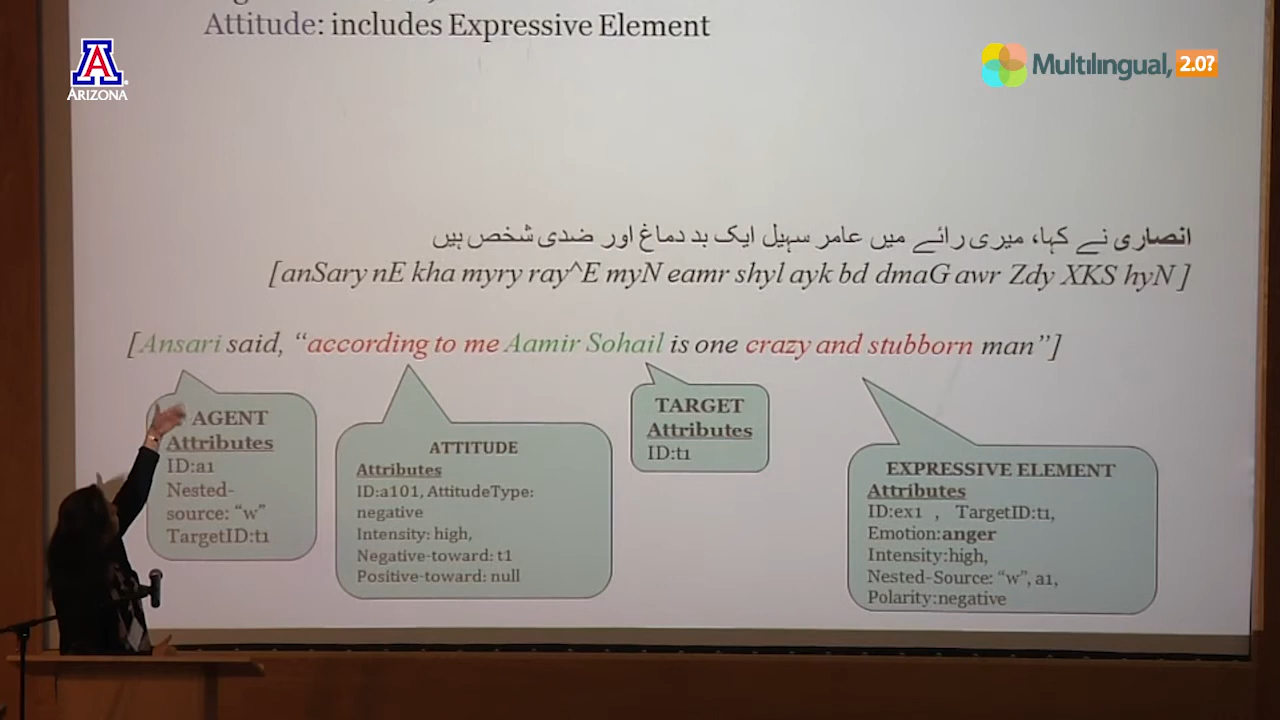 Attitude: includes Expressive Element
ARIZONA
Multilingual, 2.0?
انصاری نے کہا، میری رائے میں عامر سہیل ایک بد دماغ اور ضدی شخص ہیں
[anSary nE kha myry ray^E myN eamr shyl ayk bd dmaG awr Zdy XKS hyN ]
[Ansari said, “according to me Aamir Sohail is one crazy and stubborn man”]
AGENT
Attributes
ID:a1
Nested-
source: “w”
TargetID:t1
ATTITUDE
Attributes
ID:a101, AttitudeType:
negative
Intensity: high,
Negative-toward: t1
Positive-toward: null
TARGET
Attributes
ID:t1
EXPRESSIVE ELEMENT
Attributes
ID:ex1 , TargetID:t1,
Emotion:anger
Intensity:high,
Nested-Source: “w”, a1,
Polarity:negative